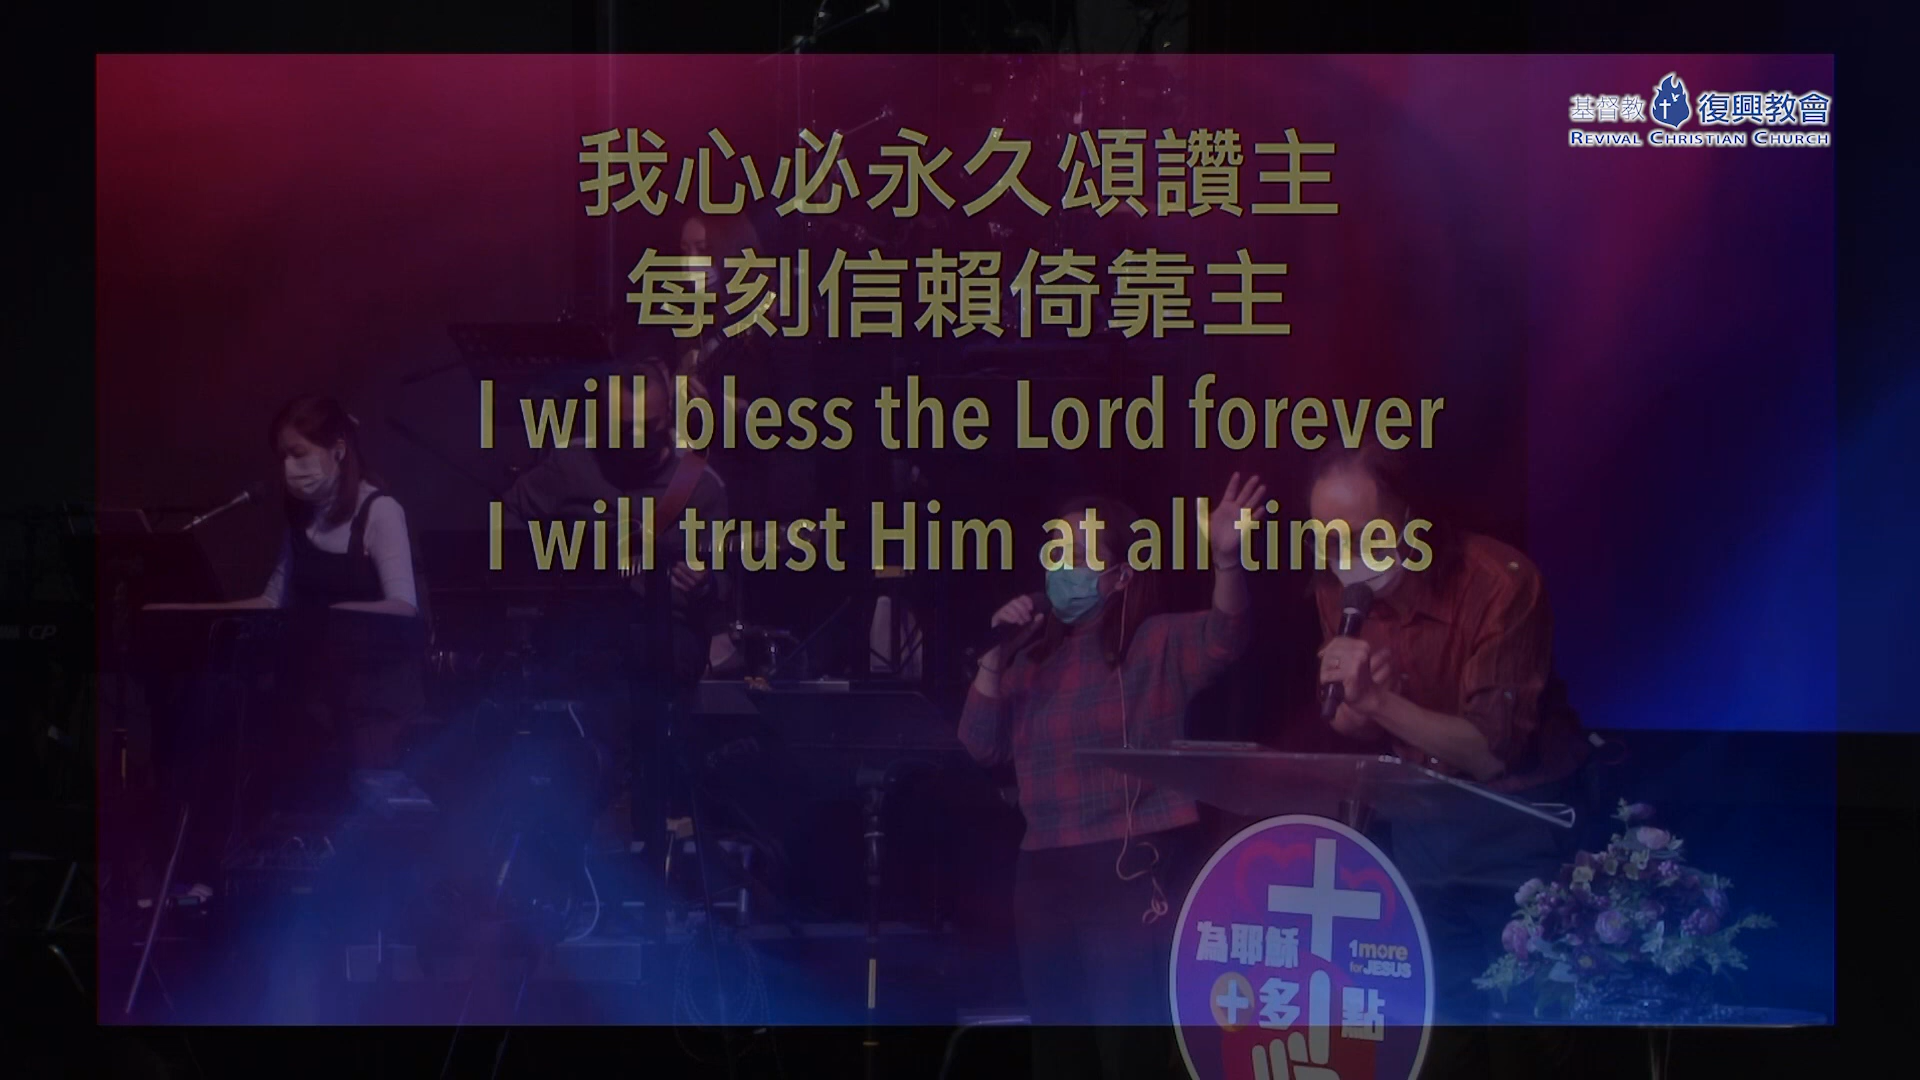 基督教 復興教會
REVIVAL CHRISTIAN CHURCH
我心必永久頌讚主
每刻信賴倚靠主
I will bless the Lord forever
I will trust Him at all times
CP
為耶穌
1more
for JESUS
十多 點